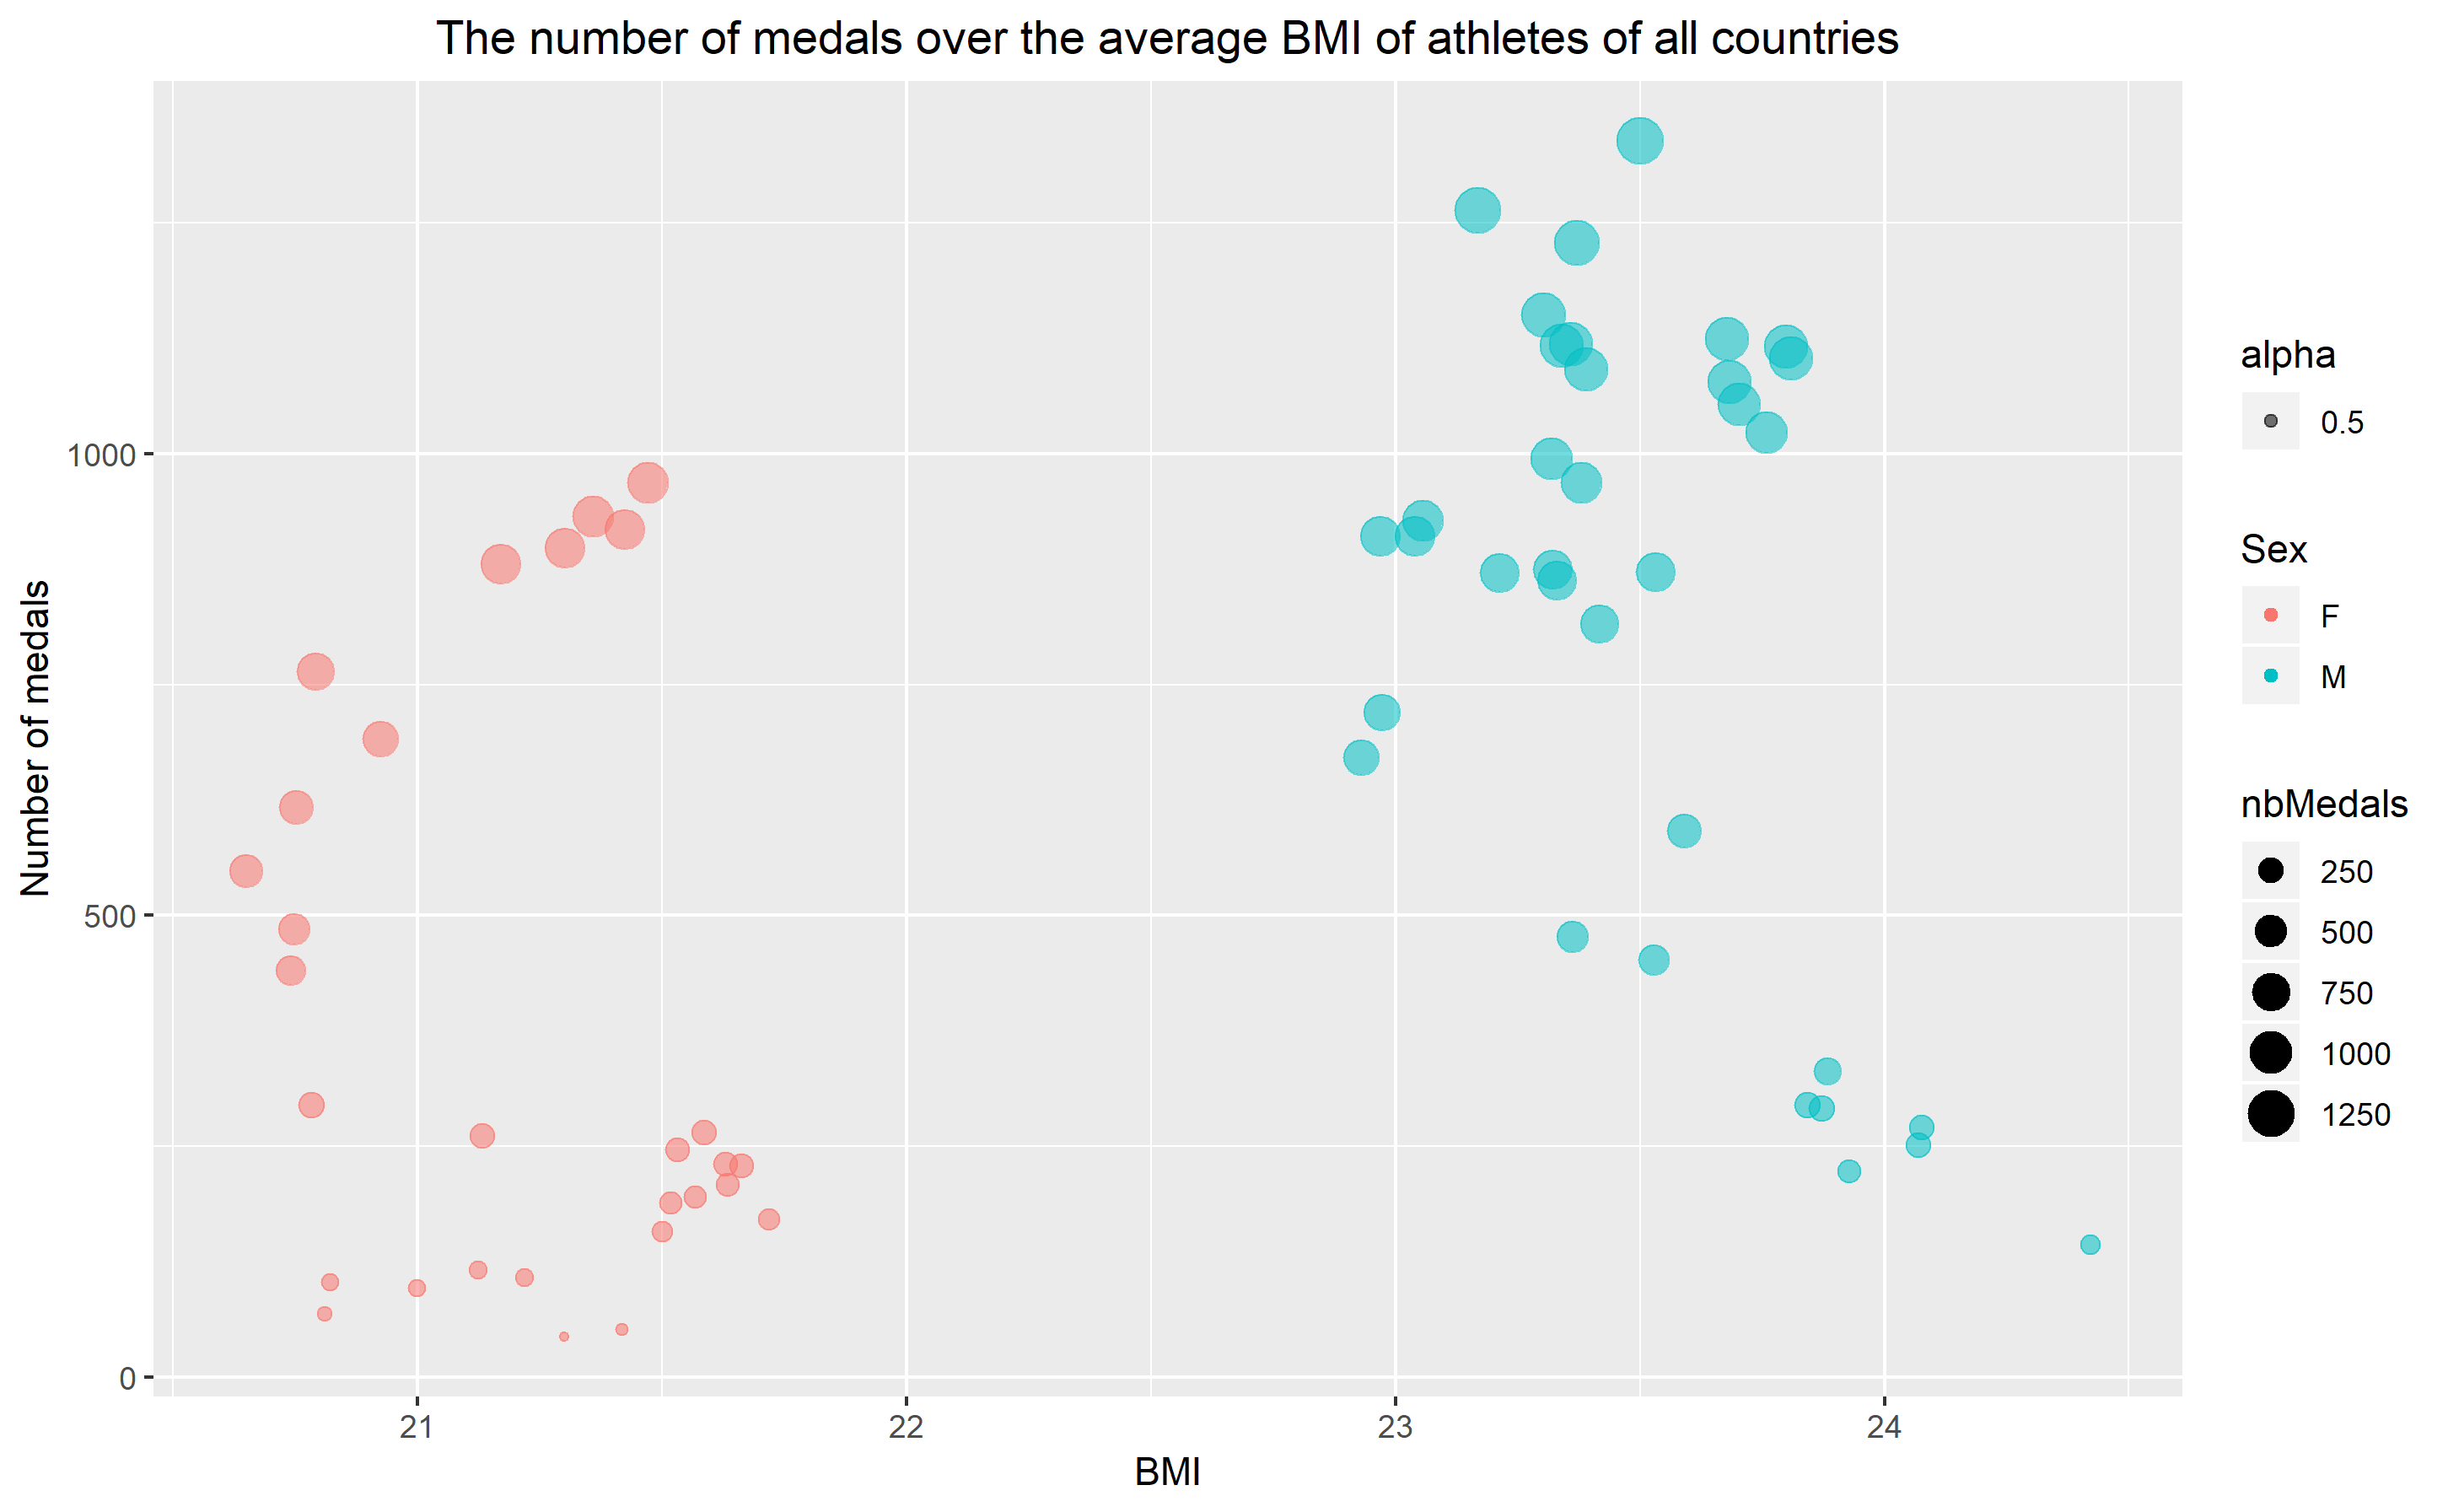 The number of medals over the average BMI of athletes of all countries
Number of medals
1000
500
0
21
22
23
24
BMI
alpha
0.5
Sex
F
M
nbMedals
250
500
750
1000
1250